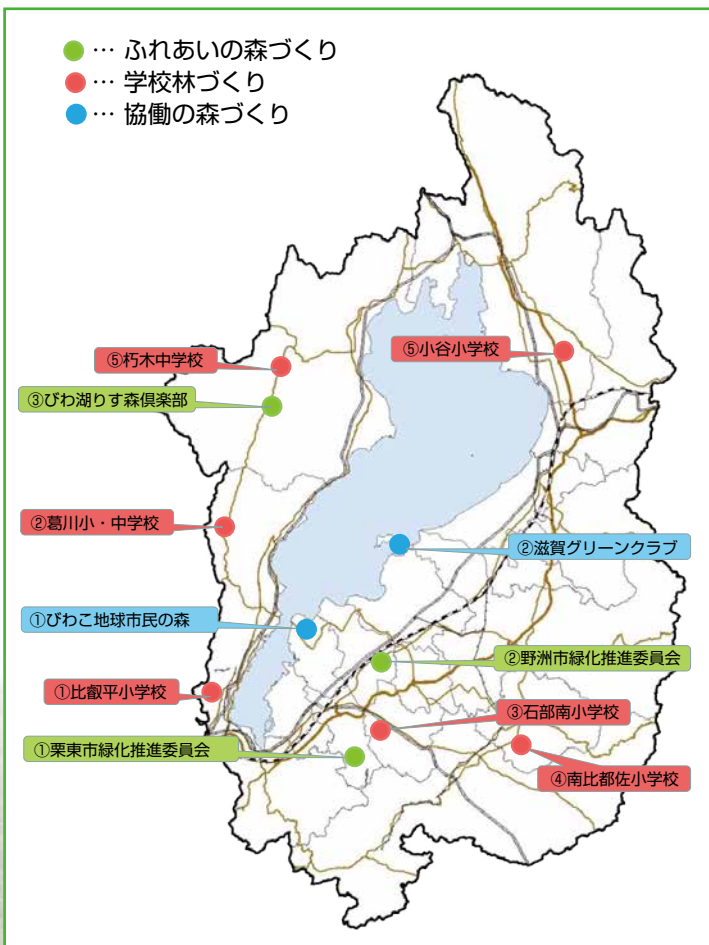 … ふれあいの森づくり
… 学校林づくり
… 協働の森づくり
⑤朽木中学校
⑤小谷小学校
③びわ湖りす森倶楽部
②葛川小・中学校
②滋賀グリーンクラブ
①びわこ地球市民の森
②野洲市緑化推進委員会
①比叡平小学校
③石部南小学校
①栗東市緑化推進委員会
④南比都佐小学校